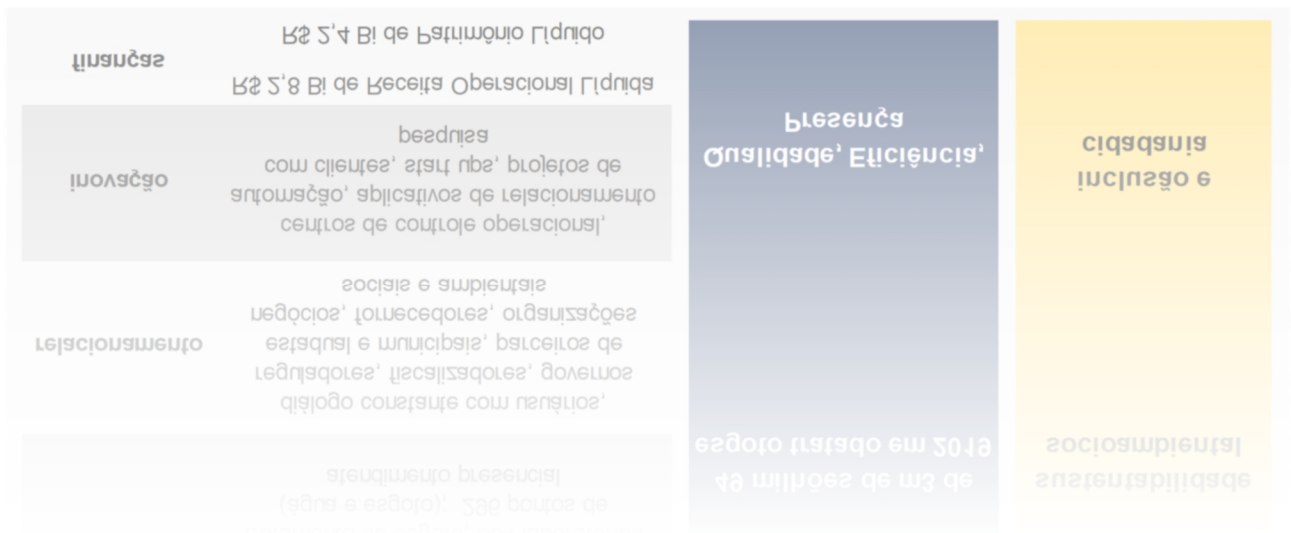 (água e esgoto); 296 pontos de
atendimento presencial
relacionamento
diálogo constante com usuários,
reguladores, fiscalizadores, governos
estadual e municipais, parceiros de
negócios, fornecedores, organizações
sociais e ambientais
inovação
centros de controle operacional,
automação, aplicativos de relacionamento
com clientes, start ups, projetos de
pesquisa
finanças
R$ 2,8 Bi de Receita Operacional Líquida
R$ 2,4 Bi de Patrimônio Líquido
49 milhões de m3 de
esgoto tratado em 2019
Qualidade, Eficiência,
Presença
sustentabilidade
socioambiental
inclusão e
cidadania